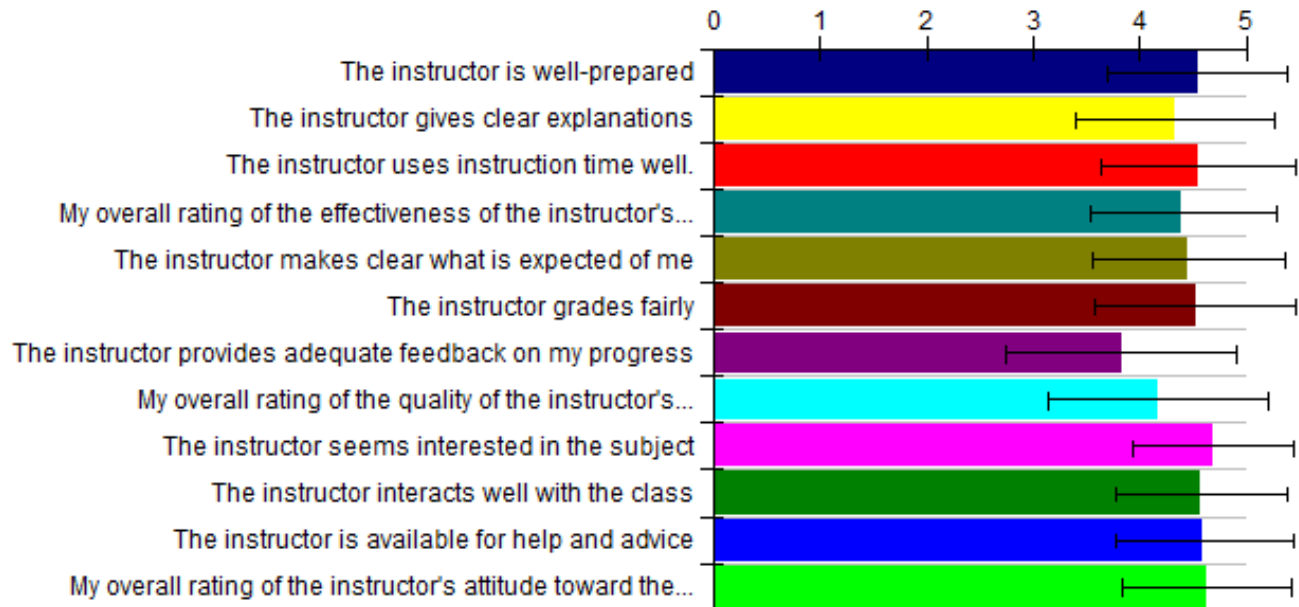 0 1 2 3 4 5
The instructor is well-prepared
The instructor gives clear explanations
The instructor uses instruction time well.
My overall rating of the effectiveness of the instructor's...
The instructor makes clear what is expected of me
The instructor grades fairly
The instructor provides adequate feedback on my progress
My overall rating of the quality of the instructor's...
The instructor seems interested in the subject
The instructor interacts well with the class
The instructor is available for help and advice
My overall rating of the instructor's attitude toward the...